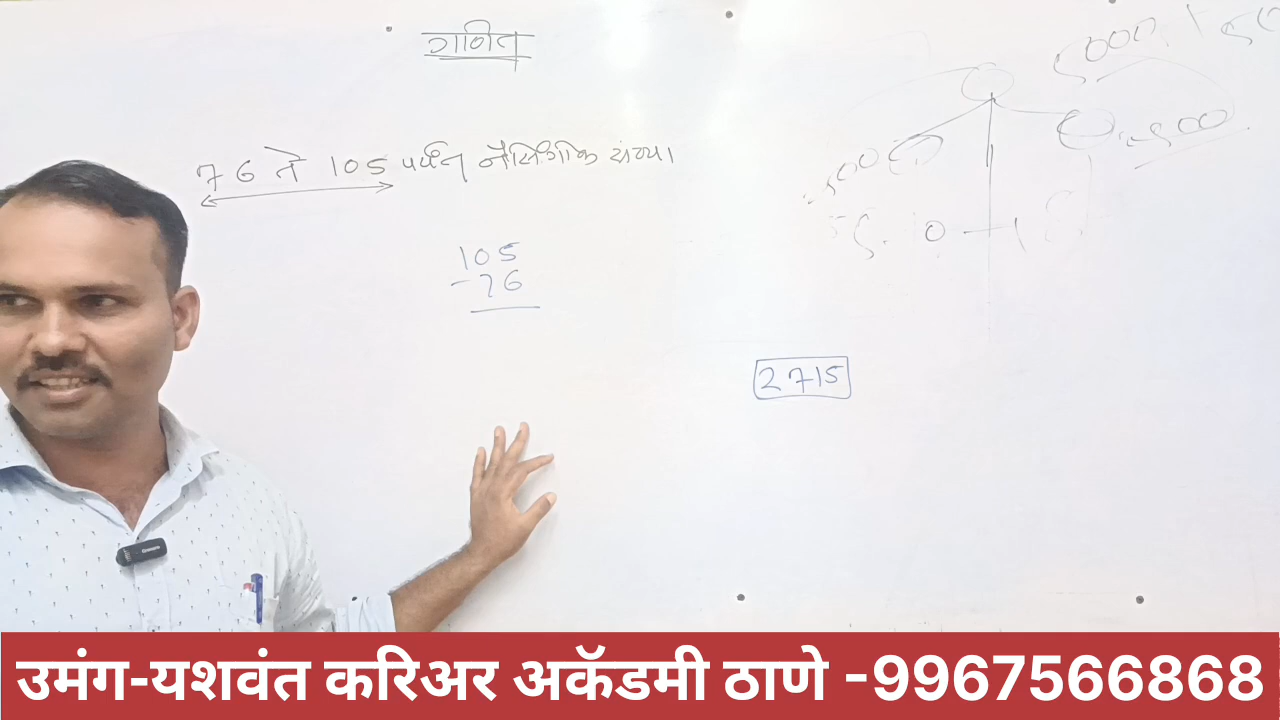 गणित
76 ते 105 पर्यंत नैसर्गिक संख्या
105
-76
2715
उमंग-यशवंत करिअर अकॅडमी ठाणे -9967566868